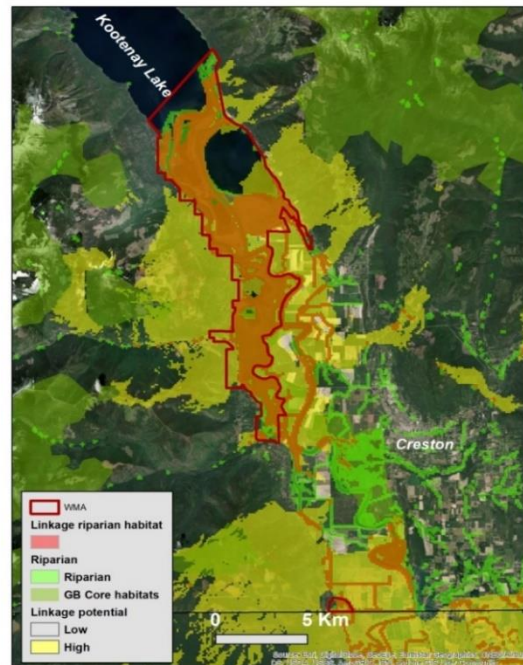 Kootenay Lake
Creston
WMA
Linkage riparian habitat
Riparian
Riparian
GB Core habitats
Linkage potential
Low
High
0 5 Km